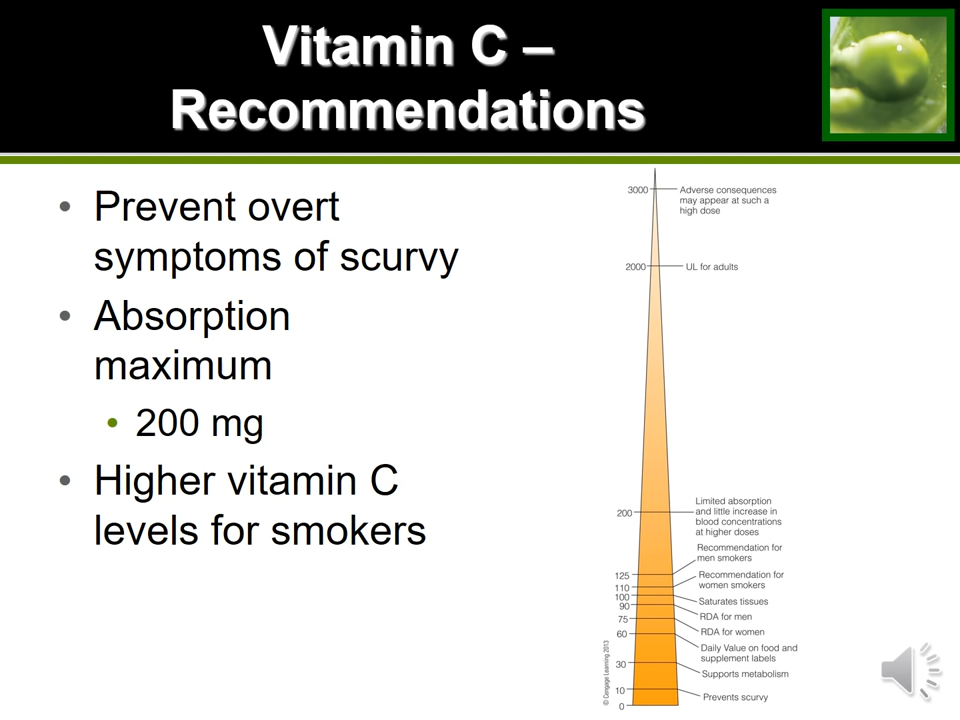 Vitamin C –
Recommendations
• Prevent overt
symptoms of scurvy
• Absorption
maximum
• 200 mg
• Higher vitamin C
levels for smokers
3000
Adverse consequences
may appear at such a
high dose
2000
UL for adults
200
Limited absorption
and little increase in
blood concentrations
at higher doses
125
Recommendation for
men smokers
110
Recommendation for
women smokers
100
Saturates tissues
90
RDA for men
75
RDA for women
60
Daily Value on food and
supplement labels
30
Supports metabolism
10
Prevents scurvy
0
© Cengage Learning 2013